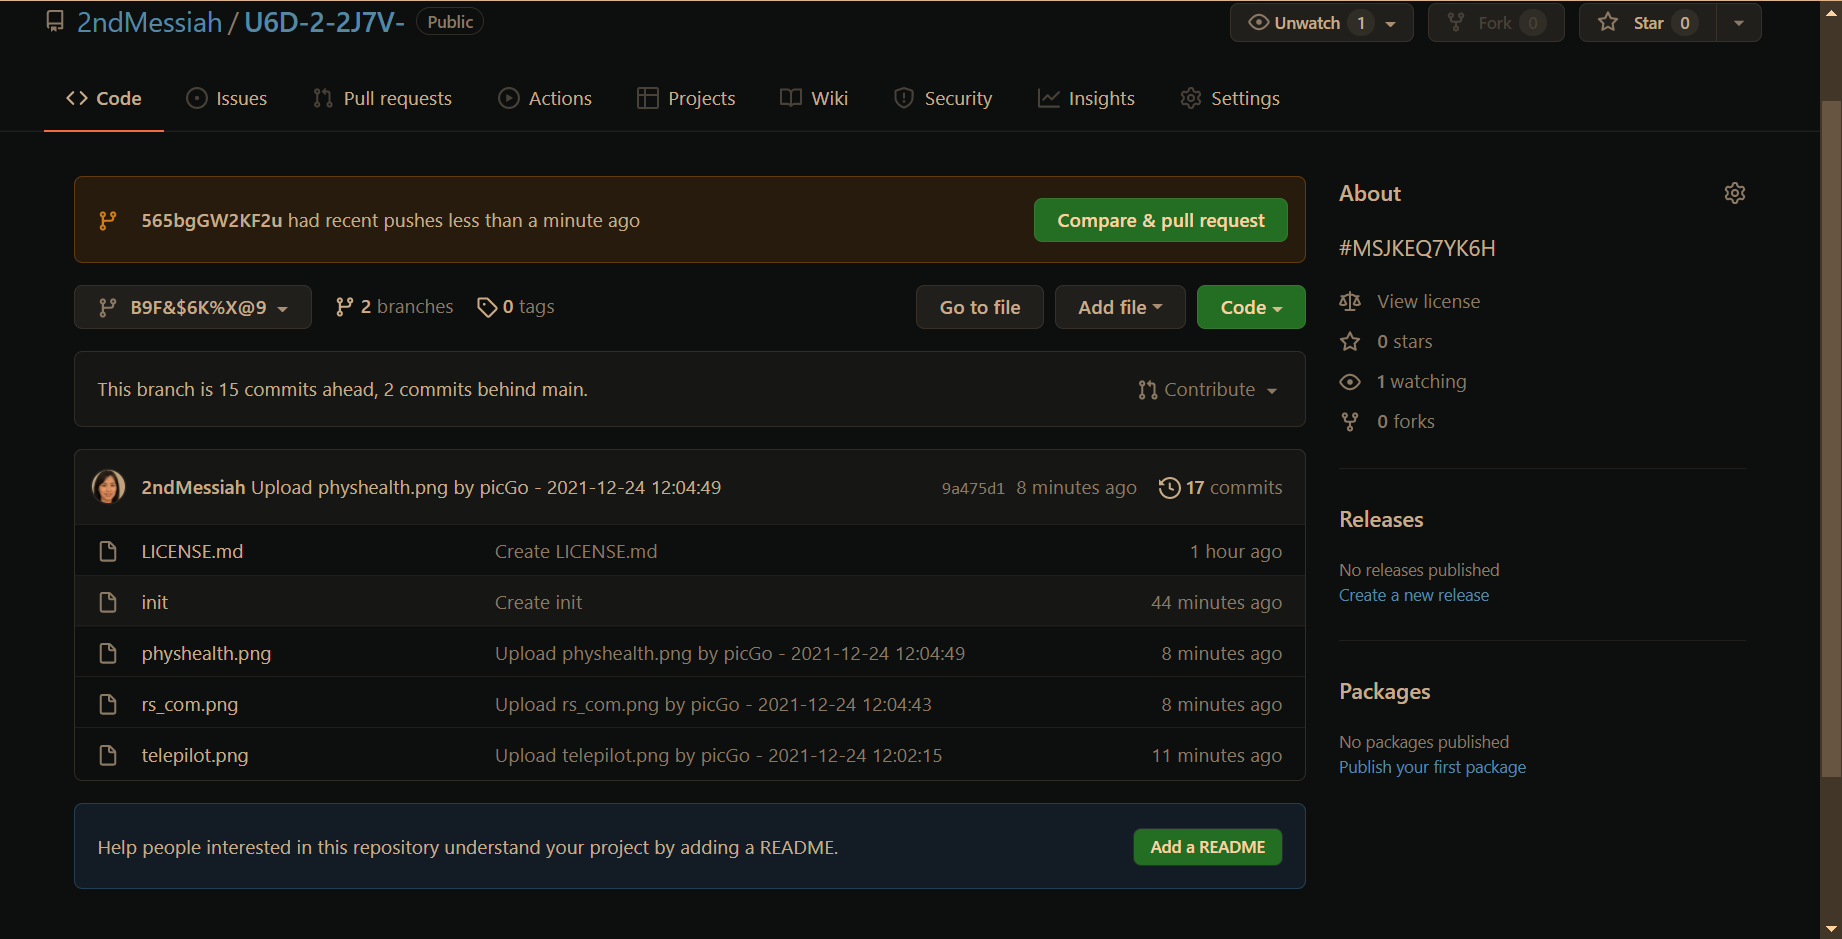 2ndMessiah / U6D-2-2J7V- Public
Unwatch 1 Fork 0 Star 0
Code Issues Pull requests Actions Projects Wiki Security Insights Settings
565bgGW2KF2u had recent pushes less than a minute ago
Compare & pull request
B9F&$6K%X@9 2 branches 0 tags
Go to file Add file Code
This branch is 15 commits ahead, 2 commits behind main.
Contribute
2ndMessiah Upload physhealth.png by picGo - 2021-12-24 12:04:49 9a475d1 8 minutes ago 17 commits
LICENSE.md Create LICENSE.md 1 hour ago
init Create init 44 minutes ago
physhealth.png Upload physhealth.png by picGo - 2021-12-24 12:04:49 8 minutes ago
rs_com.png Upload rs_com.png by picGo - 2021-12-24 12:04:43 8 minutes ago
telepilot.png Upload telepilot.png by picGo - 2021-12-24 12:02:15 11 minutes ago
Help people interested in this repository understand your project by adding a README.
Add a README
About
#MSJKEQ7YK6H
View license
0 stars
1 watching
0 forks
Releases
No releases published
Create a new release
Packages
No packages published
Publish your first package